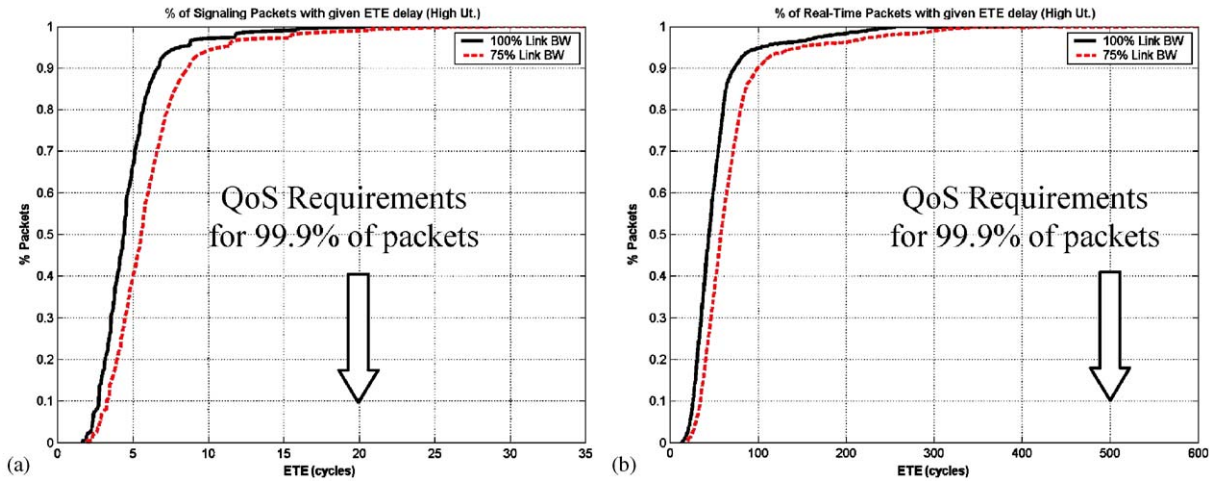 % of Signaling Packets with given ETE delay (High Ut.)
100% Link BW
75% Link BW
% Packets
1
0.9
0.8
0.7
0.6
0.5
0.4
0.3
0.2
0.1
0
QoS Requirements
for 99.9% of packets
0 5 10 15 20 25 30 35
ETE (cycles)
(a)
% of Real-Time Packets with given ETE delay (High Ut.)
100% Link BW
75% Link BW
% Packets
1
0.9
0.8
0.7
0.6
0.5
0.4
0.3
0.2
0.1
0
QoS Requirements
for 99.9% of packets
0 100 200 300 400 500 600
ETE (cycles)
(b)